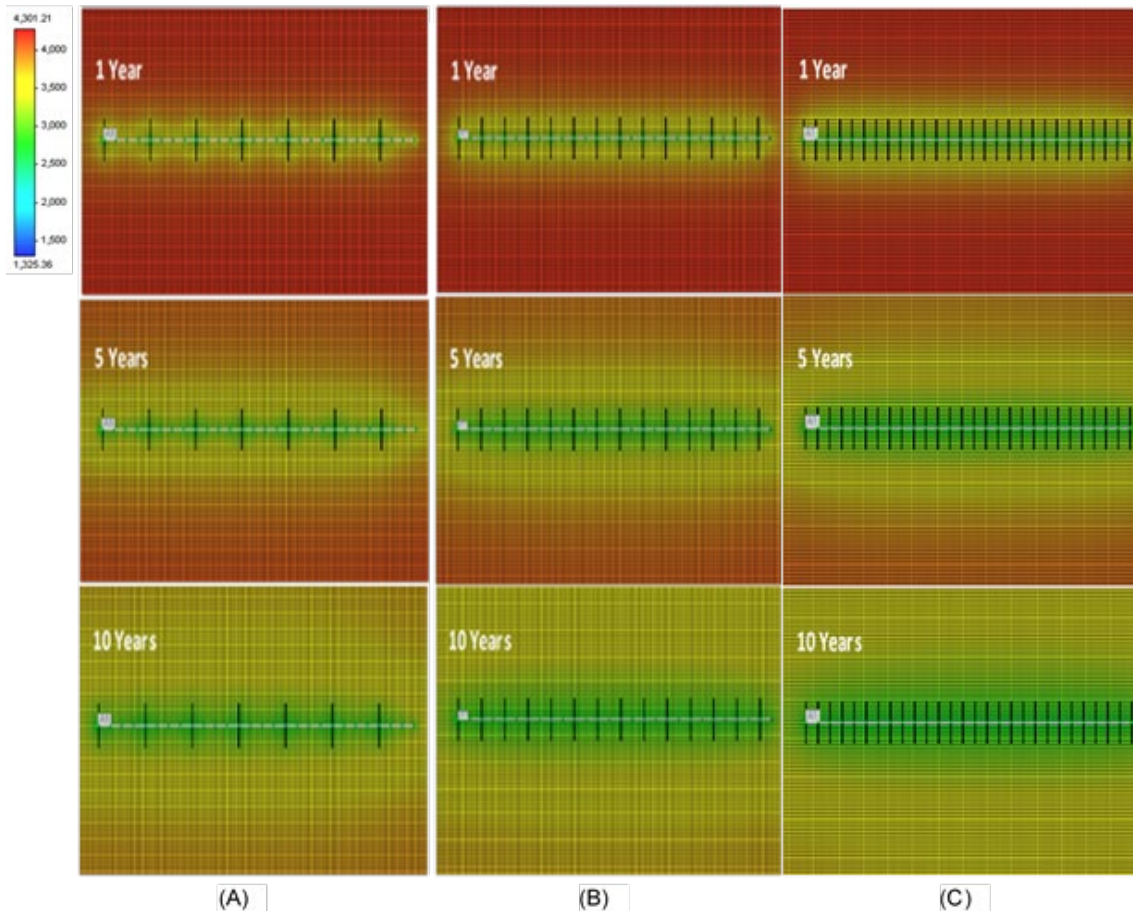 4,301.21
4,000
3,500
3,000
2,500
2,000
1,500
1,325.36
1 Year
1 Year
1 Year
5 Years
5 Years
5 Years
10 Years
10 Years
10 Years
(A)
(B)
(C)